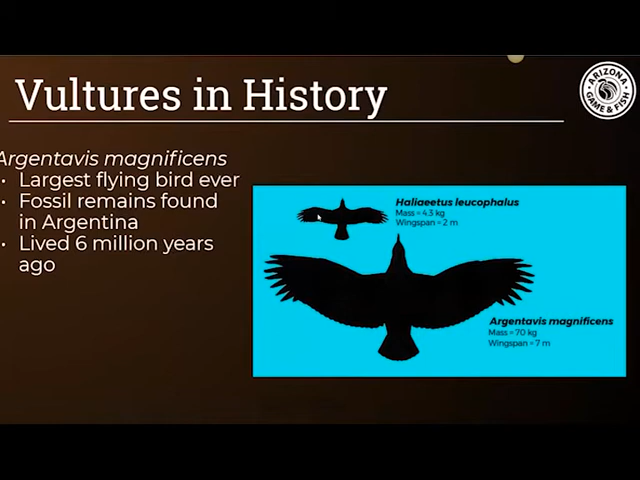 Vultures in History
ARIZONA
GAME & FISH
Argentavis magnificens
• Largest flying bird ever
• Fossil remains found
in Argentina
• Lived 6 million years
ago
Haliaeetus leucophalus
Mass = 4.3 kg
Wingspan = 2 m
Argentavis magnificens
Mass = 70 kg
Wingspan = 7 m